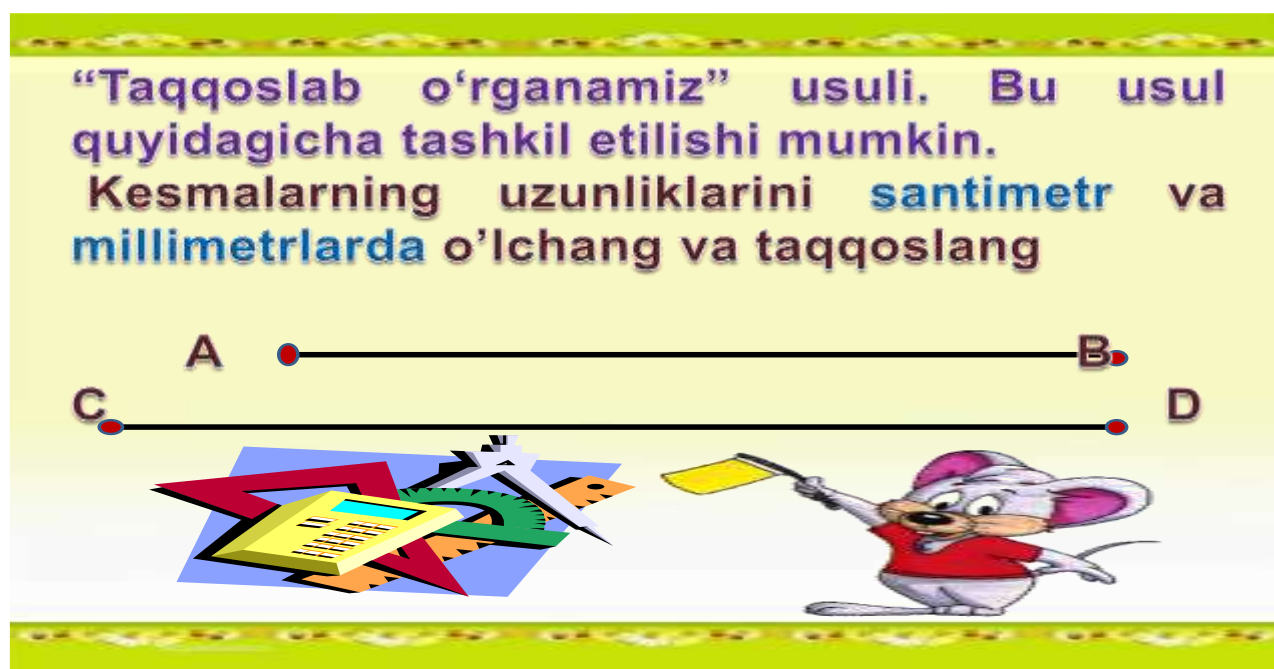 “Taqqoslab o‘rganamiz” usuli. Bu usul
quyidagicha tashkil etilishi mumkin.
Kesmalarning uzunliklarini santimetr va
millimetrlarda o’lchang va taqqoslang
A B
C D